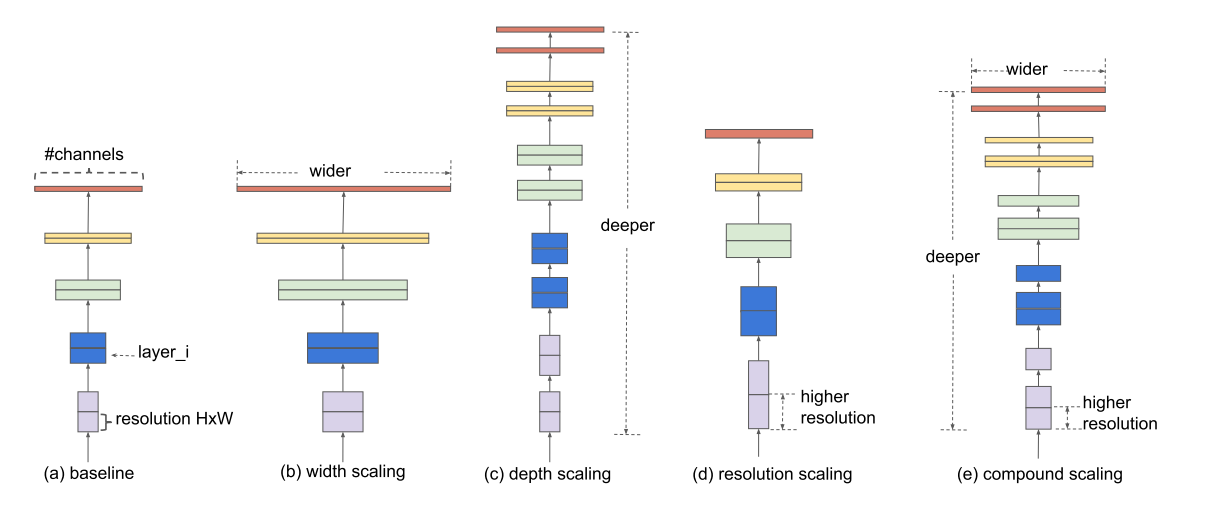 #channels
layer_i
resolution HxW
(a) baseline
wider
(b) width scaling
deeper
(c) depth scaling
higher
resolution
(d) resolution scaling
wider
deeper
higher
resolution
(e) compound scaling